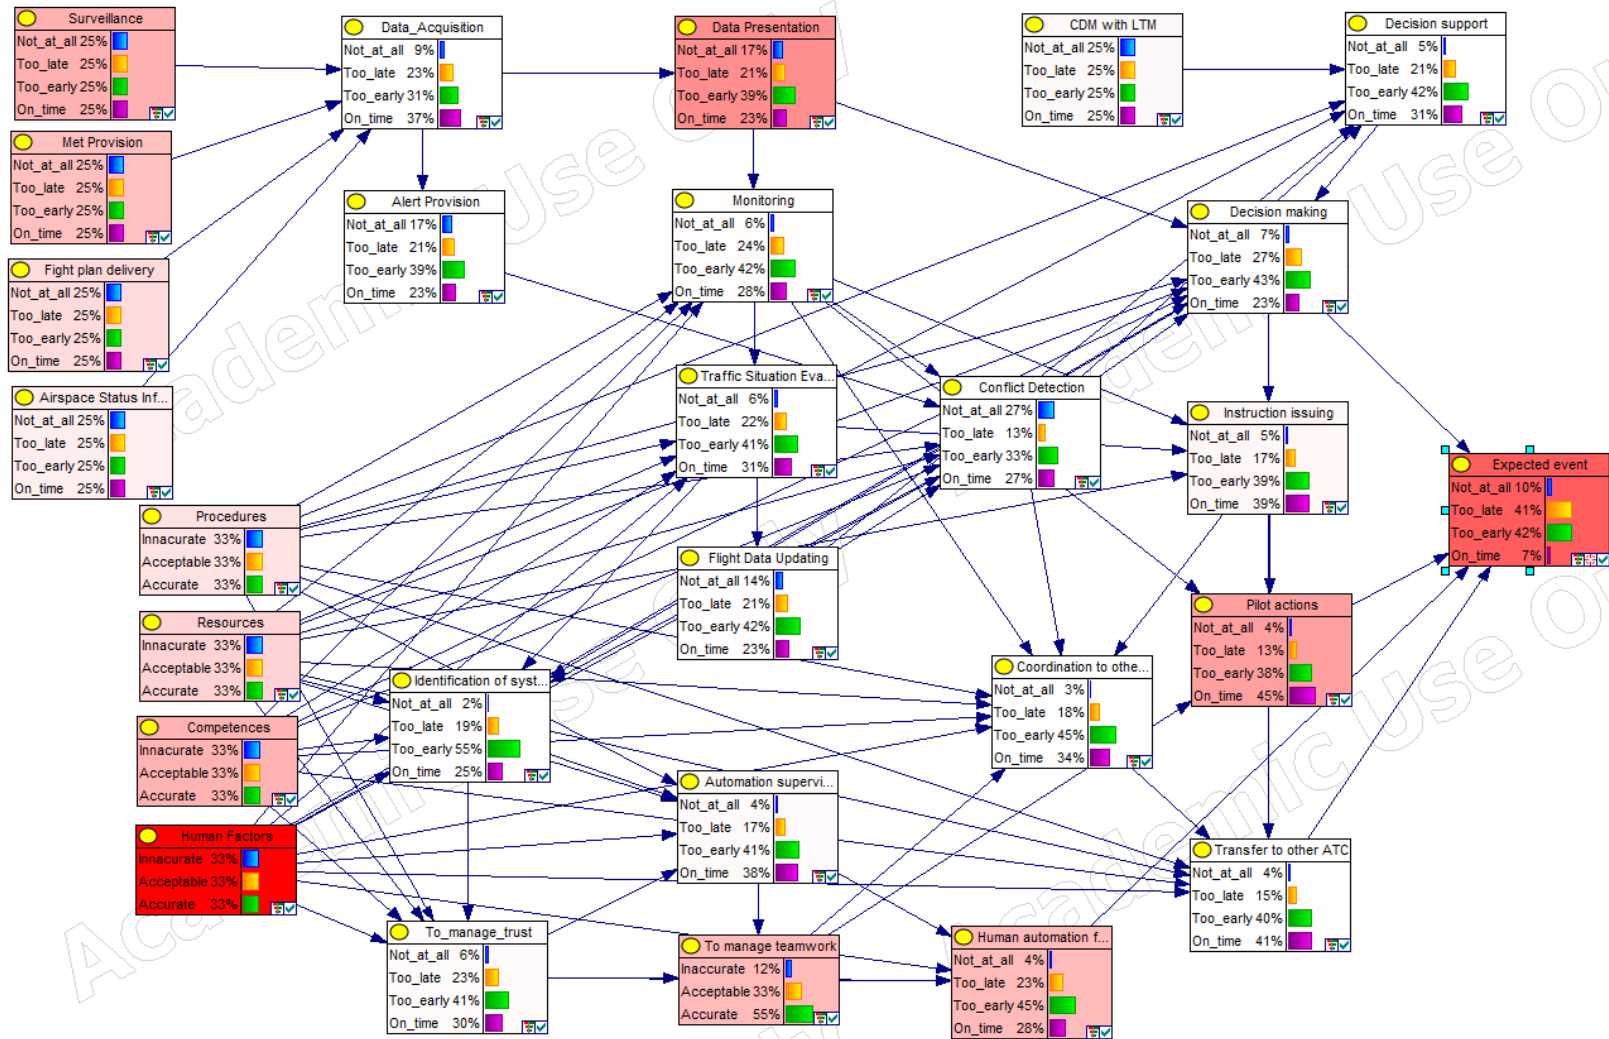 Surveillance
Not_at_all 25%
Too_late 25%
Too_early 25%
On_time 25%
Data_Acquisition
Not_at_all 9%
Too_late 23%
Too_early 31%
On_time 37%
Data Presentation
Not_at_all 17%
Too_late 21%
Too_early 39%
On_time 23%
CDM with LTM
Not_at_all 25%
Too_late 25%
Too_early 25%
On_time 25%
Decision support
Not_at_all 5%
Too_late 21%
Too_early 42%
On_time 31%
Met Provision
Not_at_all 25%
Too_late 25%
Too_early 25%
On_time 25%
Alert Provision
Not_at_all 17%
Too_late 21%
Too_early 39%
On_time 23%
Monitoring
Not_at_all 6%
Too_late 24%
Too_early 42%
On_time 28%
Decision making
Not_at_all 7%
Too_late 27%
Too_early 43%
On_time 23%
Fight plan delivery
Not_at_all 25%
Too_late 25%
Too_early 25%
On_time 25%
Airspace Status Inf...
Not_at_all 25%
Too_late 25%
Too_early 25%
On_time 25%
Traffic Situation Eva...
Not_at_all 6%
Too_late 22%
Too_early 41%
On_time 31%
Conflict Detection
Not_at_all 27%
Too_late 13%
Too_early 33%
On_time 27%
Instruction issuing
Not_at_all 5%
Too_late 17%
Too_early 39%
On_time 39%
Expected event
Not_at_all 10%
Too_late 41%
Too_early 42%
On_time 7%
Procedures
Innacurate 33%
Acceptable 33%
Accurate 33%
Flight Data Updating
Not_at_all 14%
Too_late 21%
Too_early 42%
On_time 23%
Pilot actions
Not_at_all 4%
Too_late 13%
Too_early 38%
On_time 45%
Resources
Innacurate 33%
Acceptable 33%
Accurate 33%
Identification of syst...
Not_at_all 2%
Too_late 19%
Too_early 55%
On_time 25%
Coordination to othe...
Not_at_all 3%
Too_late 18%
Too_early 45%
On_time 34%
Competences
Innacurate 33%
Acceptable 33%
Accurate 33%
Automation supervi...
Not_at_all 4%
Too_late 17%
Too_early 41%
On_time 38%
Human Factors
Innacurate 33%
Acceptable 33%
Accurate 33%
Transfer to other ATC
Not_at_all 4%
Too_late 15%
Too_early 40%
On_time 41%
To_manage_trust
Not_at_all 6%
Too_late 23%
Too_early 41%
On_time 30%
To manage teamwork
Inaccurate 12%
Acceptable 33%
Accurate 55%
Human automation f...
Not_at_all 4%
Too_late 23%
Too_early 45%
On_time 28%
Academic Use Only
Academic Use Only
Academic Use Only
Academic Use Only